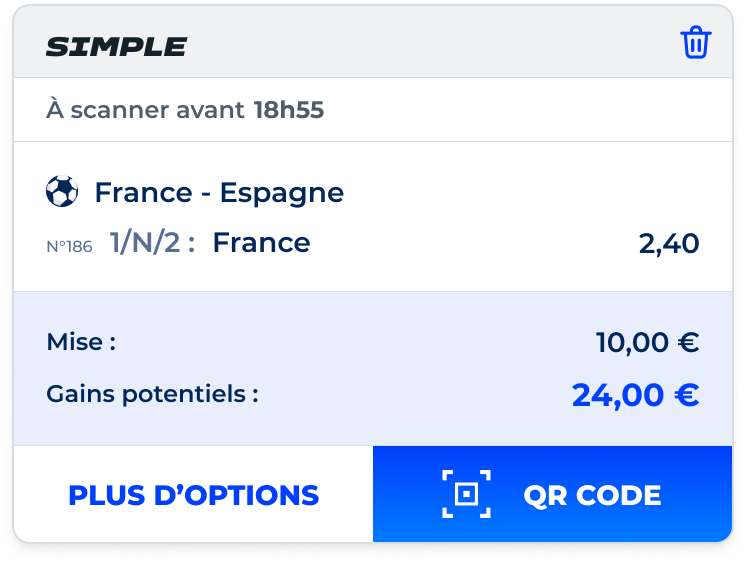 SIMPLE
À scanner avant 18h55
France - Espagne
N°186 1/N/2 : France 2,40
Mise : 10,00 €
Gains potentiels : 24,00 €
PLUS D’OPTIONS QR CODE